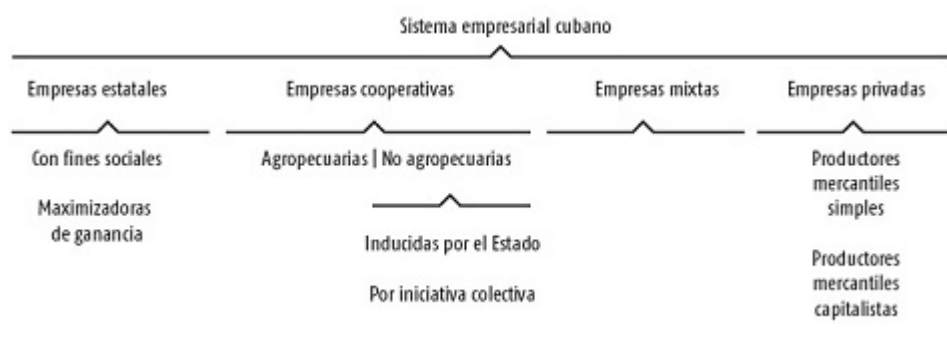 Sistema empresarial cubano
Empresas estatales
Empresas cooperativas
Empresas mixtas
Empresas privadas
Con fines sociales
Maximizadoras
de ganancia
Agropecuarias | No agropecuarias
Inducidas por el Estado
Por iniciativa colectiva
Productores
mercantiles
simples
Productores
mercantiles
capitalistas